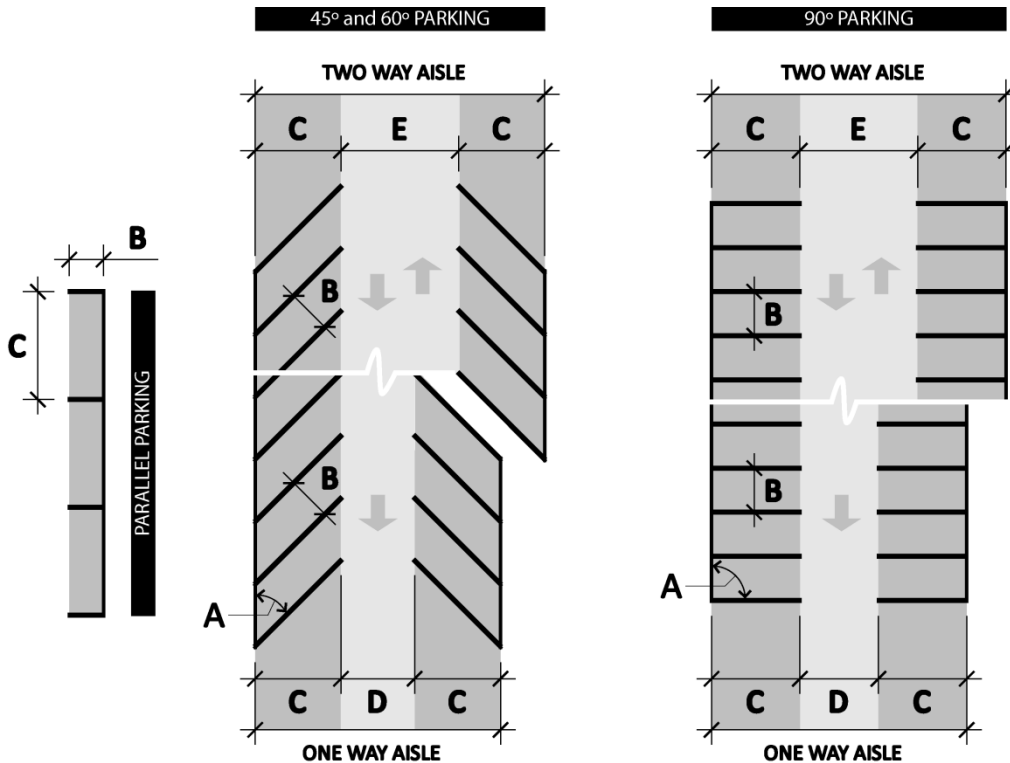 45º and 60º PARKING
TWO WAY AISLE
C E C
B
B
A
C D C
ONE WAY AISLE
90º PARKING
TWO WAY AISLE
C E C
B
B
A
C D C
ONE WAY AISLE
B
C
PARALLEL PARKING